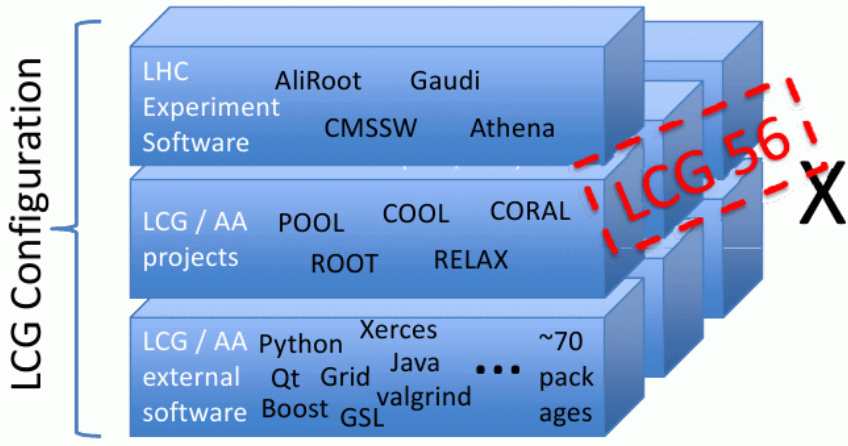 LCG Configuration
LHC
Experiment
Software
AliRoot Gaudi
CMSSW Athena
LCG / AA
projects
POOL COOL CORAL
ROOT RELAX
LCG / AA
external
software
Python Xerces
Qt Grid Java
Boost GSL valgrind
...
~70
pack
ages
LCG 56
X